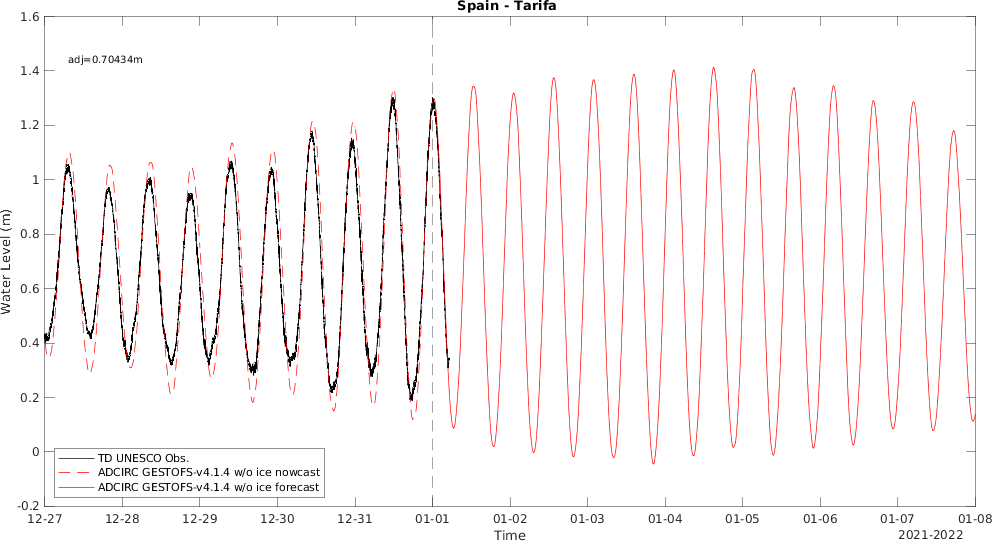 Spain - Tarifa
adj=0.70434m
Water Level (m)
1.6
1.4
1.2
1
0.8
0.6
0.4
0.2
0
-0.2
TD UNESCO Obs.
ADCIRC GESTOFS-v4.1.4 w/o ice nowcast
ADCIRC GESTOFS-v4.1.4 w/o ice forecast
12-27 12-28 12-29 12-30 12-31 01-01 01-02 01-03 01-04 01-05 01-06 01-07 01-08
Time
2021-2022